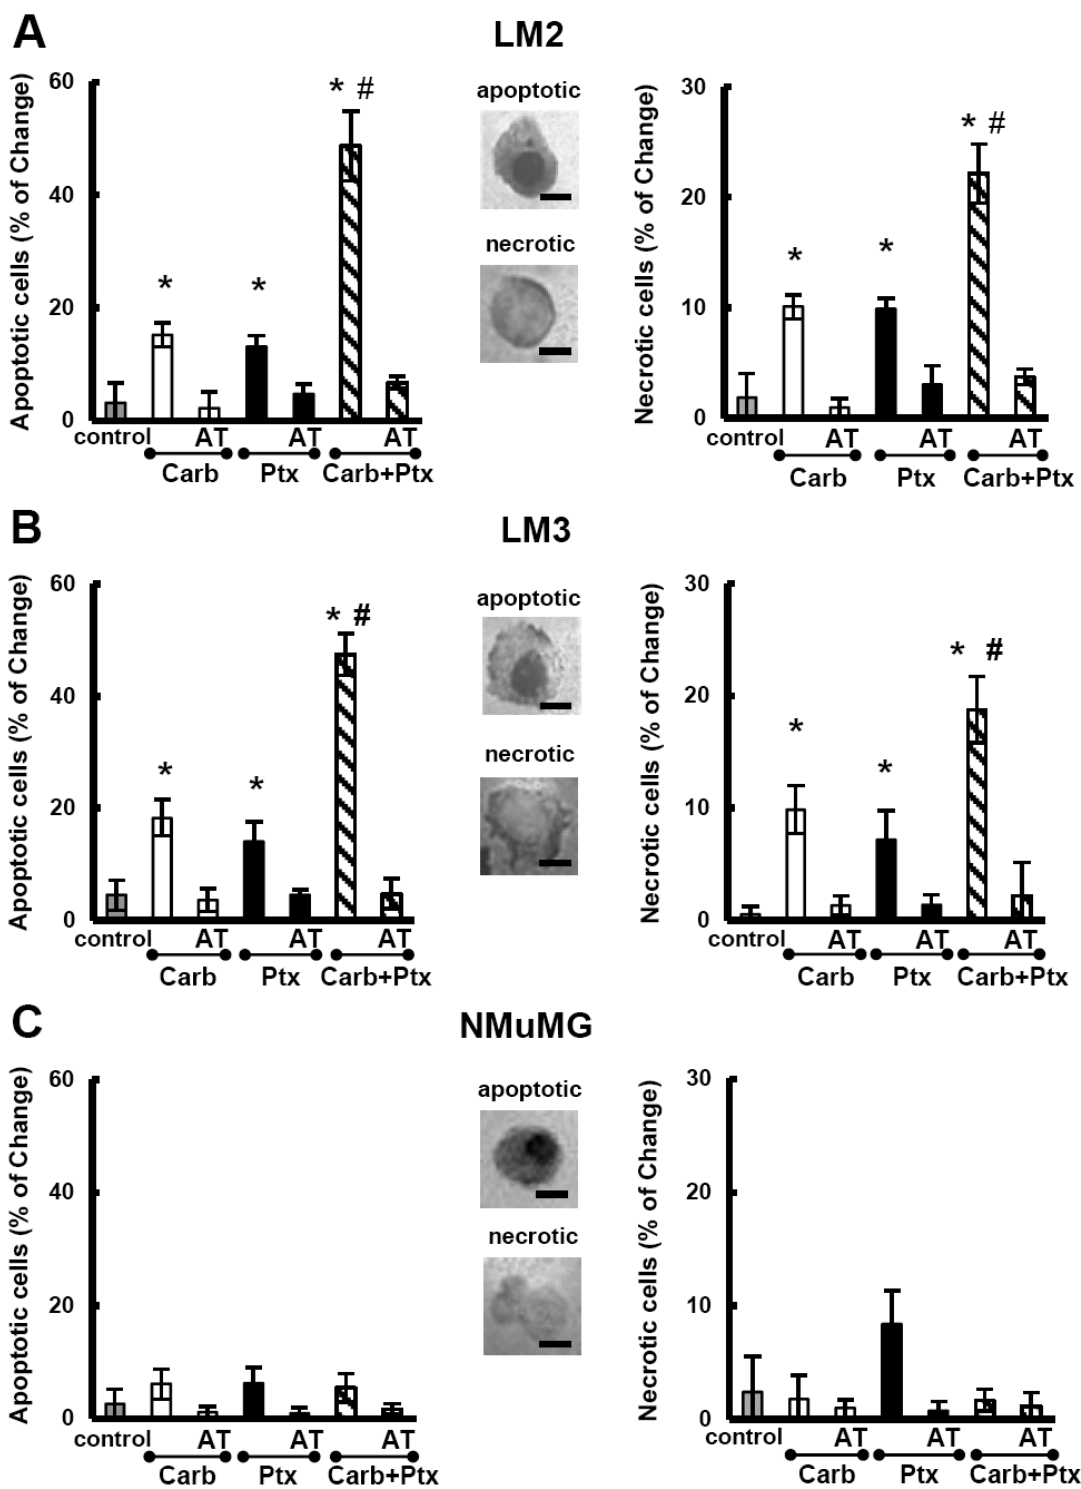 A
LM2
Apoptotic cells (% of Change)
60
40
20
0
* * * #
control AT AT AT
Carb Ptx Carb+Ptx
apoptotic
necrotic
Necrotic cells (% of Change)
30
20
10
0
* * * #
control AT AT AT
Carb Ptx Carb+Ptx
B
LM3
Apoptotic cells (% of Change)
60
40
20
0
* * * #
control AT AT AT
Carb Ptx Carb+Ptx
apoptotic
necrotic
Necrotic cells (% of Change)
30
20
10
0
* * * #
control AT AT AT
Carb Ptx Carb+Ptx
C
NMuMG
Apoptotic cells (% of Change)
60
40
20
0
control AT AT AT
Carb Ptx Carb+Ptx
apoptotic
necrotic
Necrotic cells (% of Change)
30
20
10
0
control AT AT AT
Carb Ptx Carb+Ptx